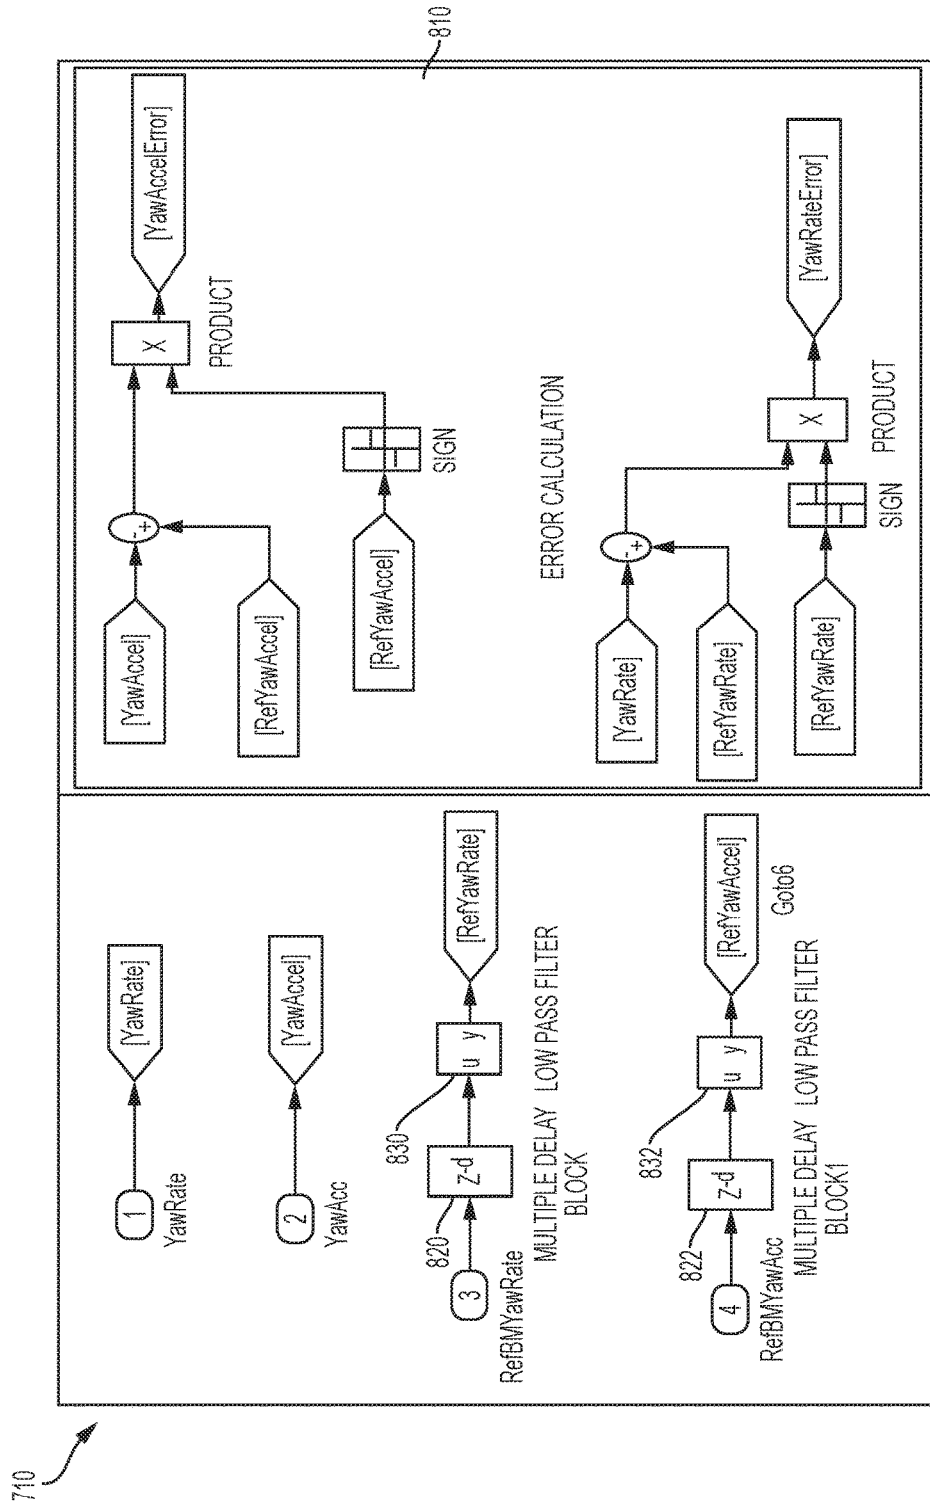 710
810
1
YawRate
[YawRate]
2
YawAcc
[YawAccel]
3
RefBMYawRate
820
Z-d
MULTIPLE DELAY
BLOCK
830
u y
LOW PASS FILTER
[RefYawRate]
4
RefBMYawAcc
822
Z-d
MULTIPLE DELAY
BLOCK1
832
u y
LOW PASS FILTER
[RefYawAccel]
Goto6
[YawAccel]
[RefYawAccel]
- +
[RefYawAccel]
SIGN
X
PRODUCT
[YawAccelError]
ERROR CALCULATION
[YawRate]
[RefYawRate]
- +
[RefYawRate]
SIGN
X
PRODUCT
[YawRateError]